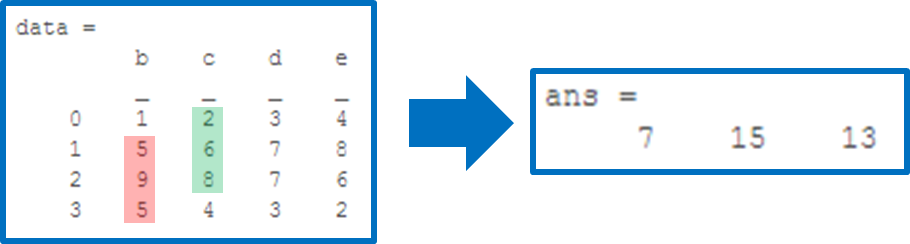 data =
b c d e
_ _ _ _
0 1 2 3 4
1 5 6 7 8
2 9 8 7 6
3 5 4 3 2
ans =
7 15 13